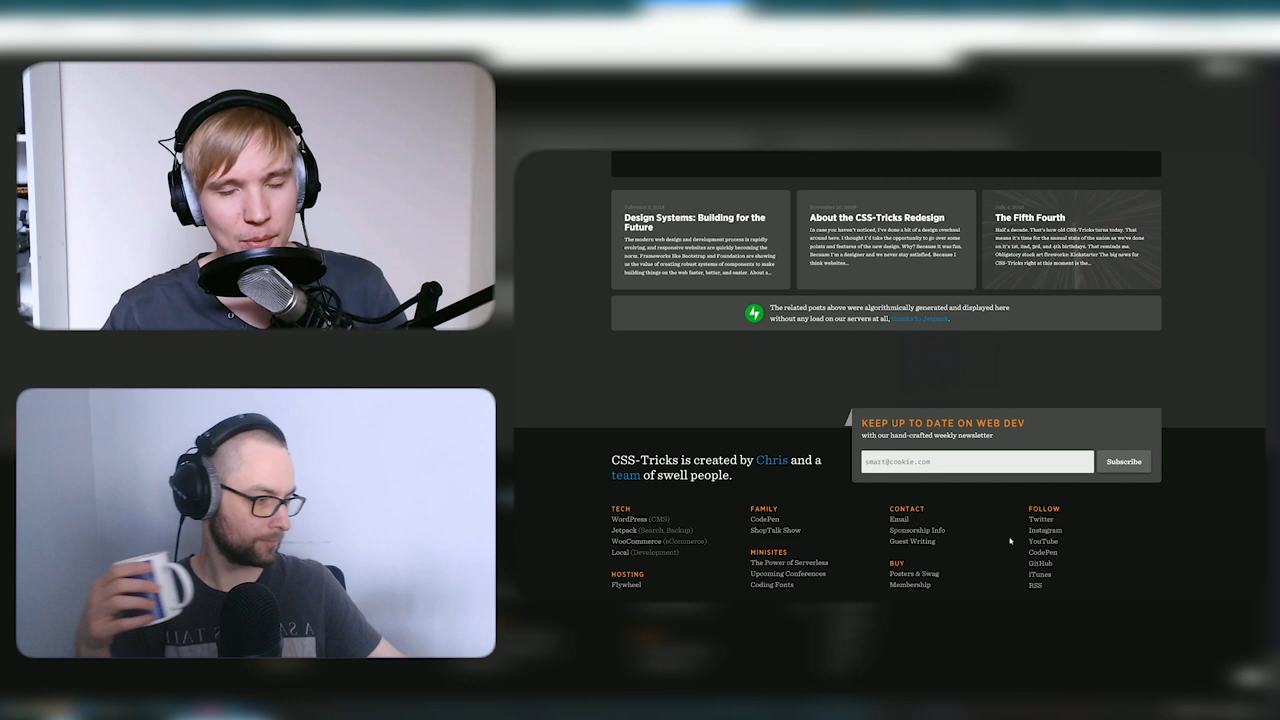 February 5, 2014
Design Systems: Building for the
Future
The modern web design and development process is rapidly
evolving, and responsive websites are quickly becoming the
norm. Frameworks like Bootstrap and Foundation are showing
us the value of creating robust systems of components to make
building things on the web faster, better, and easier. About a...
About the CSS-Tricks Redesign
In case you haven't noticed, I've done a bit of a design overhaul
around here. I thought I'd take the opportunity to go over some
points and features of the new design. Why? Because it was fun.
Because I'm a designer and we never stay satisfied. Because I
think websites...
The Fifth Fourth
Half a decade. That's how old CSS-Tricks turns today. That
means it's time for the annual state of the union as we've done
on it's 1st, 2nd, 3rd, and 4th birthdays. That reminds me.
Obligatory stock art fireworks: Kickstarter The big news for
CSS-Tricks right at this moment is the...
The related posts above were algorithmically generated and displayed here
without any load on our servers at all, thanks to Jetpack.
KEEP UP TO DATE ON WEB DEV
with our hand-crafted weekly newsletter
smart@cookie.com
Subscribe
CSS-Tricks is created by Chris and a
team of swell people.
TECH
WordPress (CMS)
Jetpack (Search, Backup)
WooCommerce (eCommerce)
Local (Development)
HOSTING
Flywheel
FAMILY
CodePen
ShopTalk Show
MINISITES
The Power of Serverless
Upcoming Conferences
Coding Fonts
CONTACT
Email
Sponsorship Info
Guest Writing
BUY
Posters & Swag
Membership
FOLLOW
Twitter
Instagram
YouTube
CodePen
GitHub
iTunes
RSS